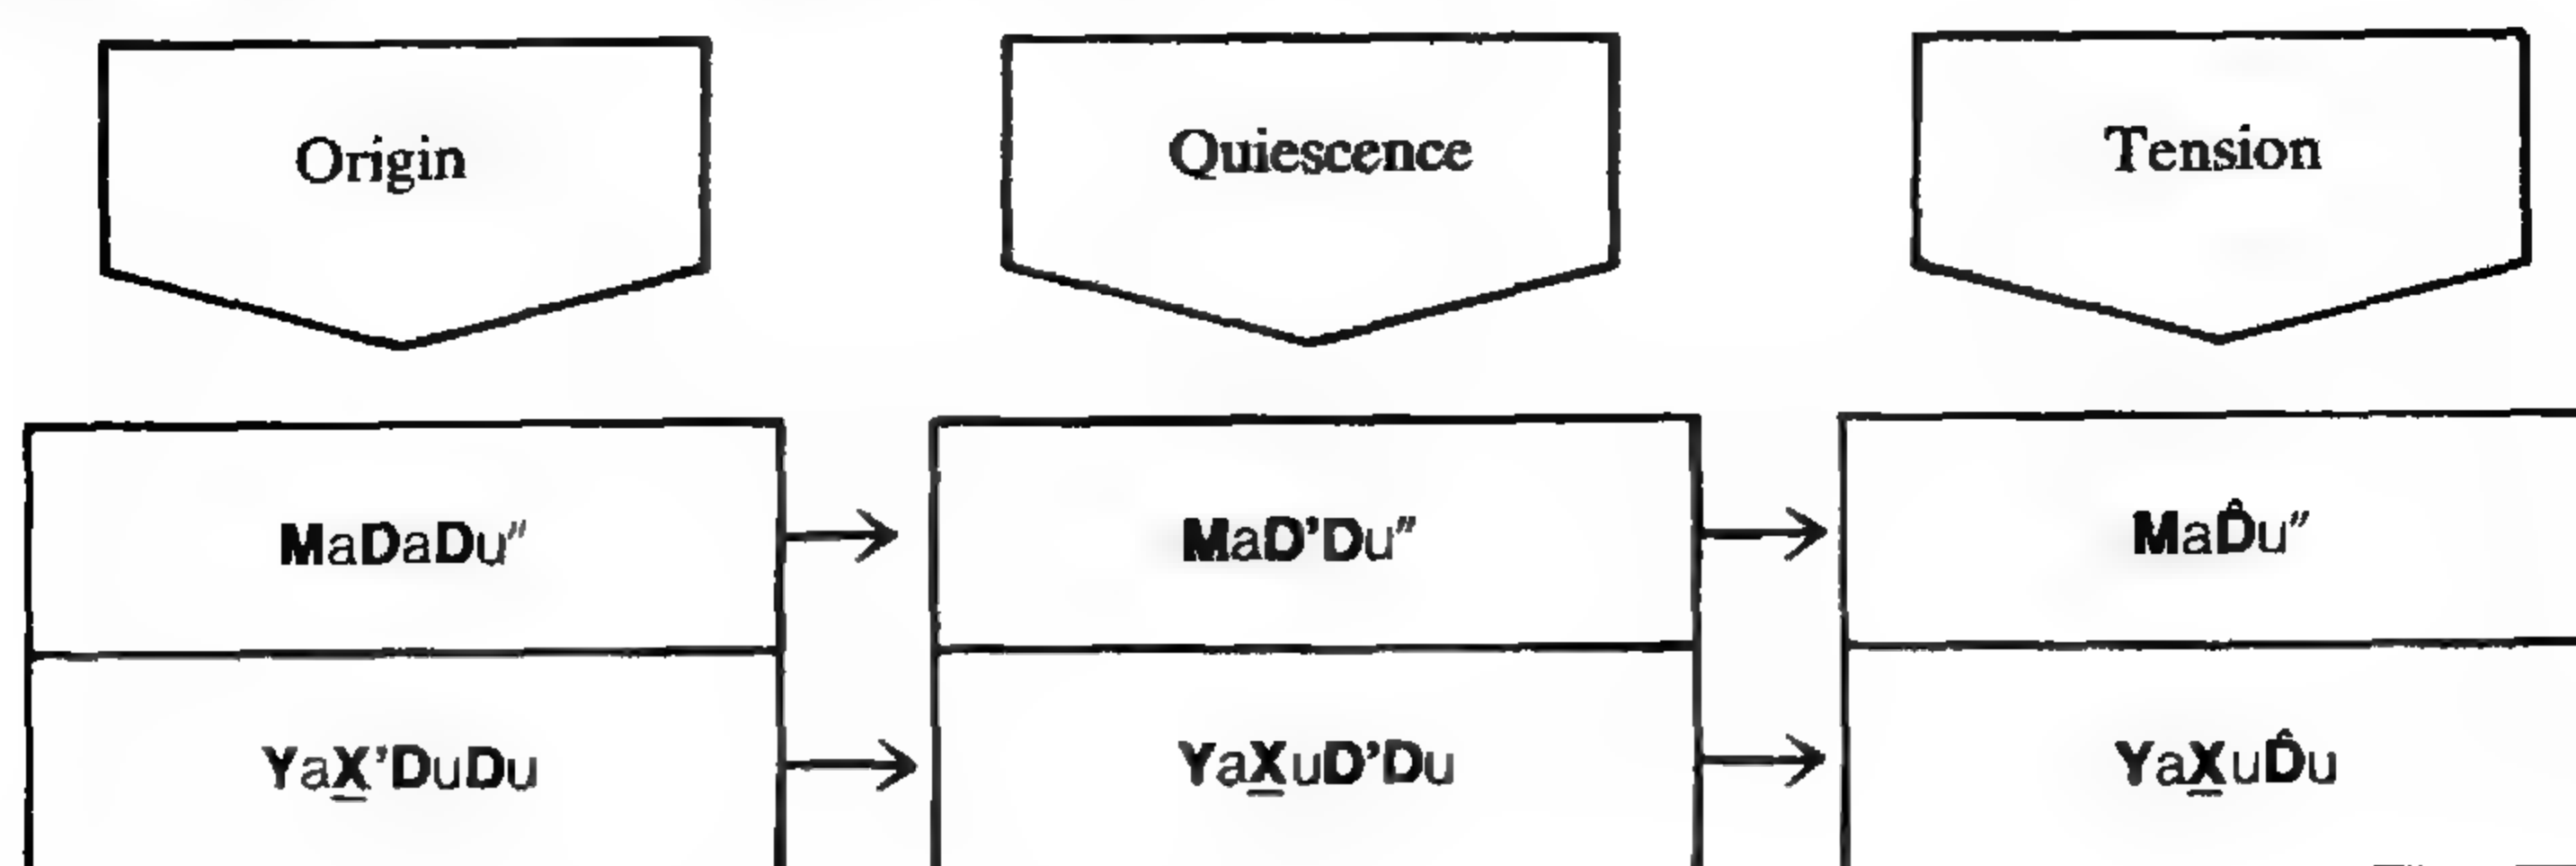 Origin Quiescence Tension
MaDaDu″ MaD’Du″ MaD̂u″
YaX̲’DuDu YaX̲uD’Du YaX̲uD̂u